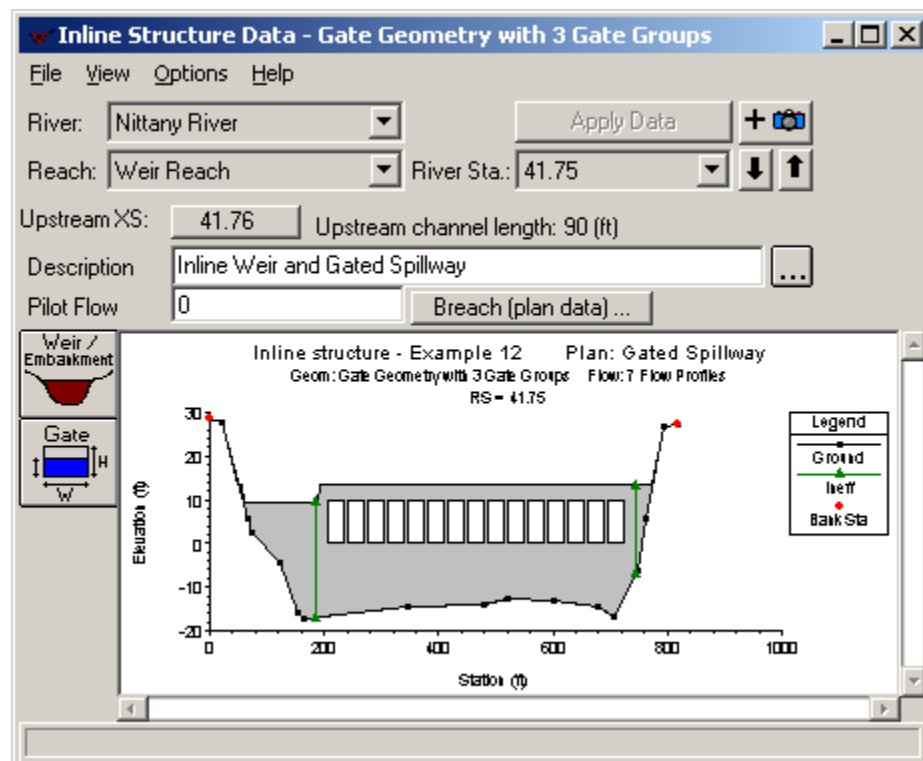 Inline Structure Data - Gate Geometry with 3 Gate Groups
File View Options Help
River: Nittany River Apply Data
Reach: Weir Reach River Sta.: 41.75
Upstream XS: 41.76 Upstream channel length: 90 (ft)
Description Inline Weir and Gated Spillway ...
Pilot Flow 0 Breach (plan data) ...
Weir /
Embankment
Gate
H
W
Inline structure - Example 12 Plan: Gated Spillway
Geom: Gate Geometry with 3 Gate Groups Flow: 7 Flow Profiles
RS = 41.75
30
20
10
0
-10
-20
Elevation (ft)
0 200 400 600 800 1000
Station (ft)
Legend
Ground
Ineff
Bank Sta